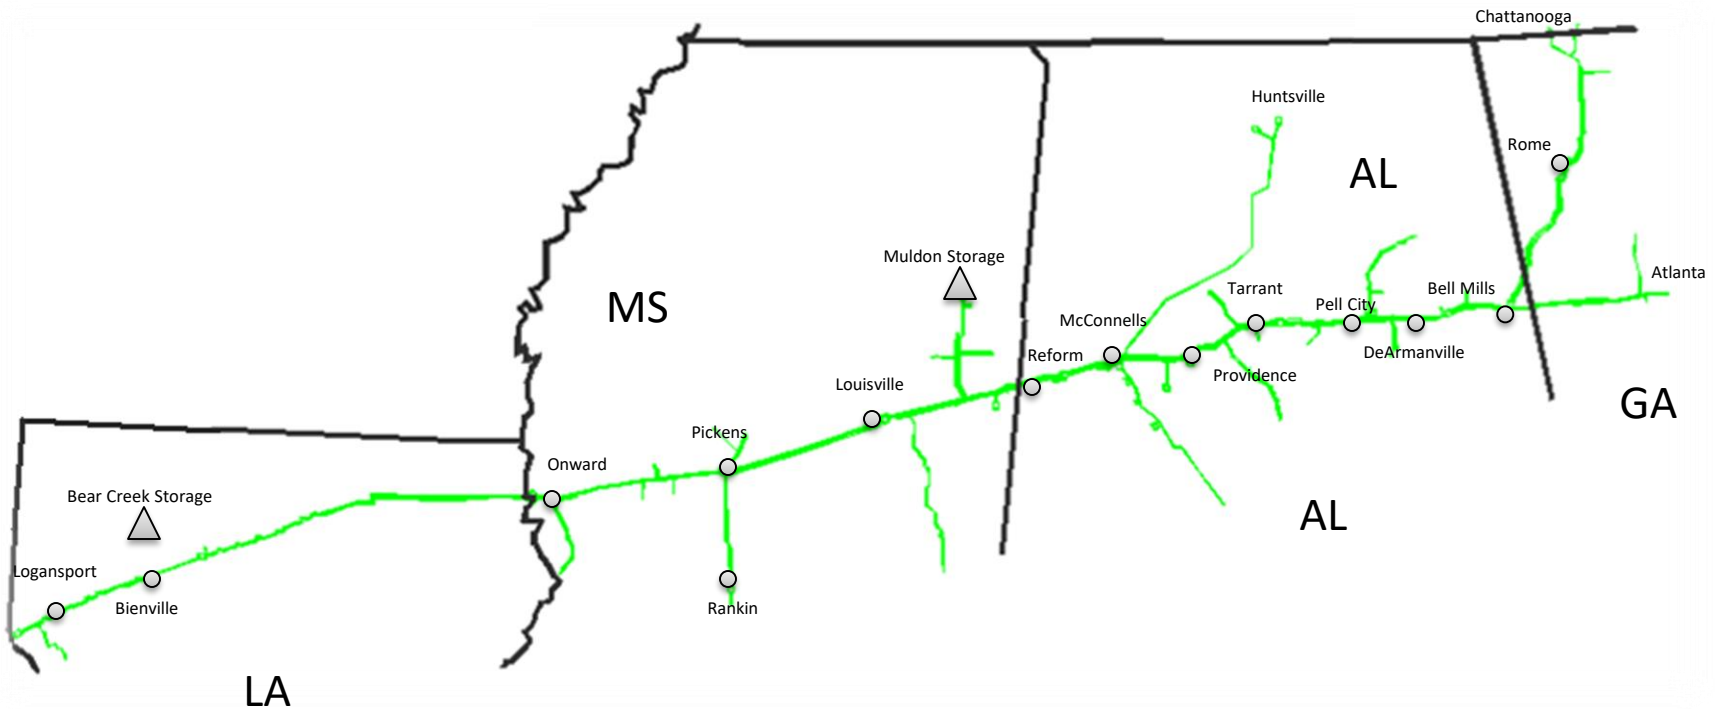 Chattanooga
Huntsville
Rome
AL
Muldon Storage
Atlanta
Tarrant
Bell Mills
MS
Pell City
McConnells
Reform
DeArmanville
Providence
Louisville
GA
Pickens
Onward
Bear Creek Storage
AL
Logansport
Bienville
Rankin
LA